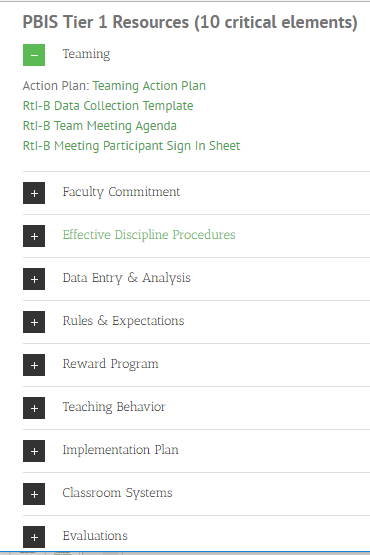 PBIS Tier 1 Resources (10 critical elements)
Teaming
Action Plan: Teaming Action Plan
RtI-B Data Collection Template
RtI-B Team Meeting Agenda
RtI-B Meeting Participant Sign In Sheet
Faculty Commitment
Effective Discipline Procedures
Data Entry & Analysis
Rules & Expectations
Reward Program
Teaching Behavior
Implementation Plan
Classroom Systems
Evaluations